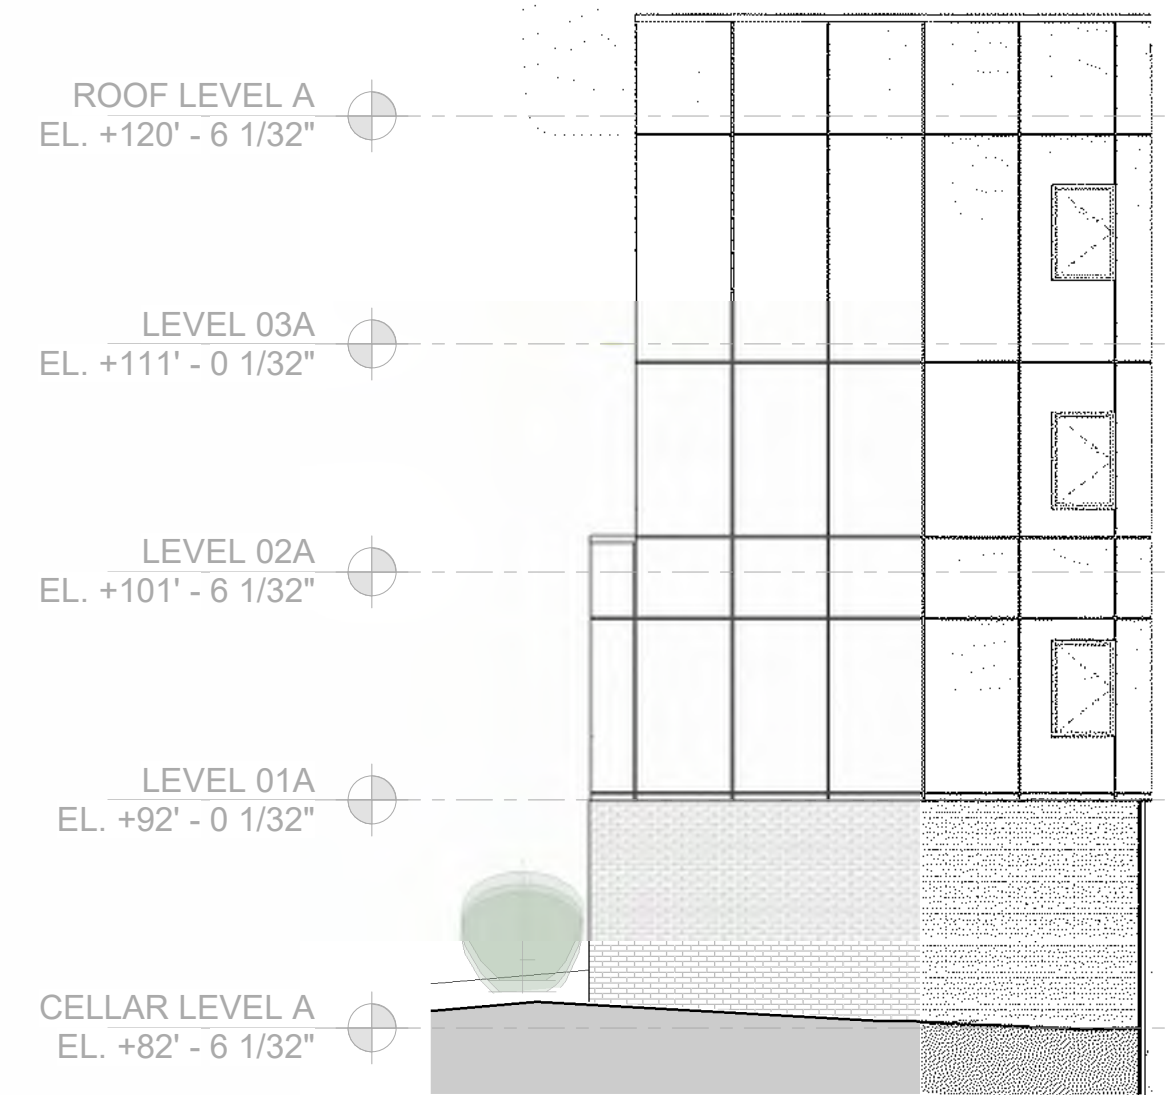 ROOF LEVEL A
EL. +120' - 6 1/32"
LEVEL 03A
EL. +111' - 0 1/32"
LEVEL 02A
EL. +101' - 6 1/32"
LEVEL 01A
EL. +92' - 0 1/32"
CELLAR LEVEL A
EL. +82' - 6 1/32"